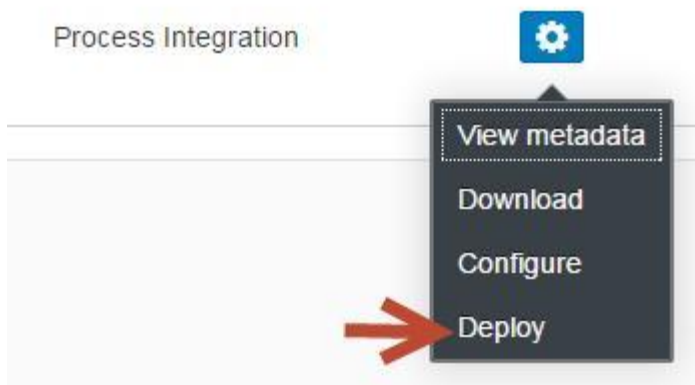 Process Integration
View metadata
Download
Configure
Deploy